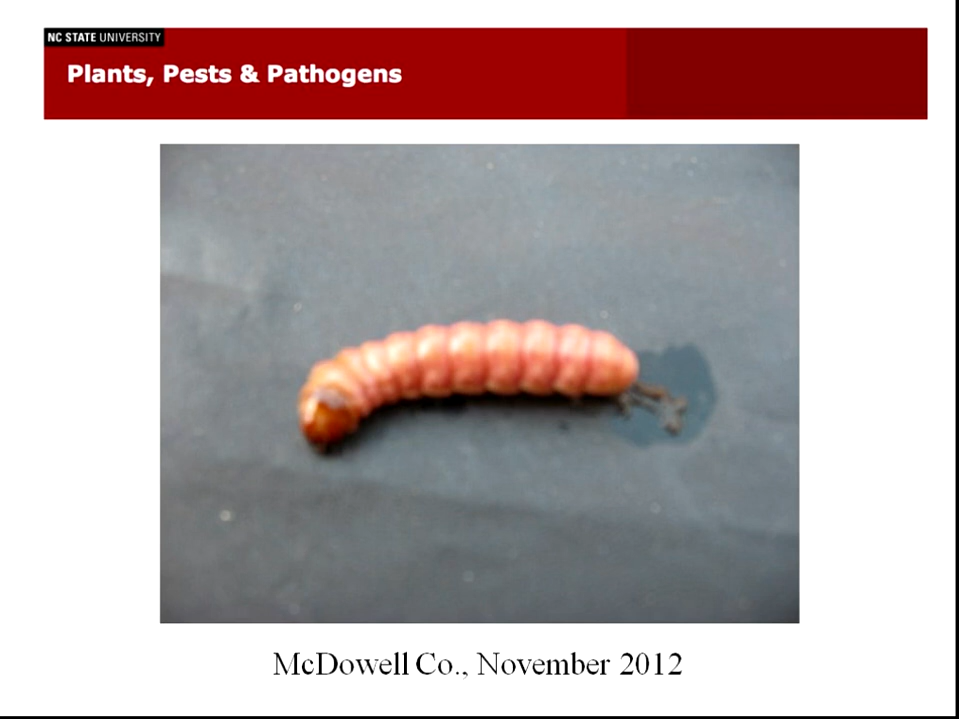 NC STATE UNIVERSITY
Plants, Pests & Pathogens
McDowell Co., November 2012